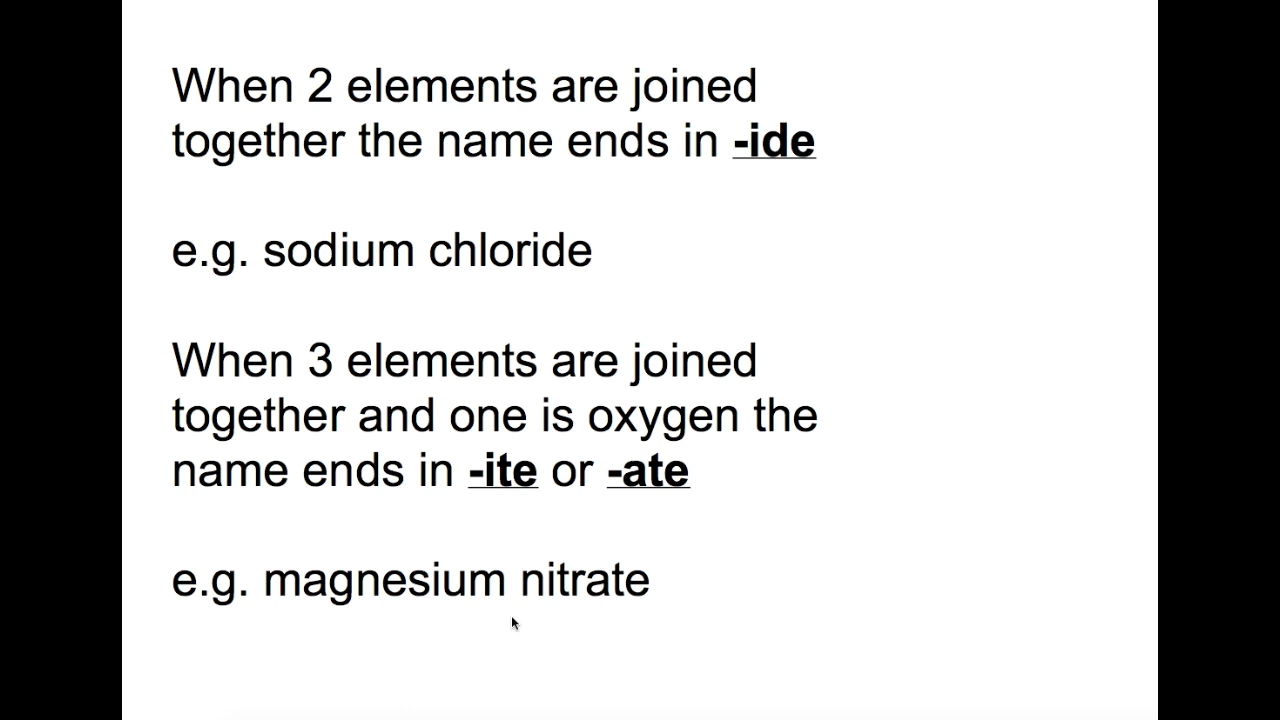 When 2 elements are joined
together the name ends in -ide
e.g. sodium chloride
When 3 elements are joined
together and one is oxygen the
name ends in -ite or -ate
e.g. magnesium nitrate